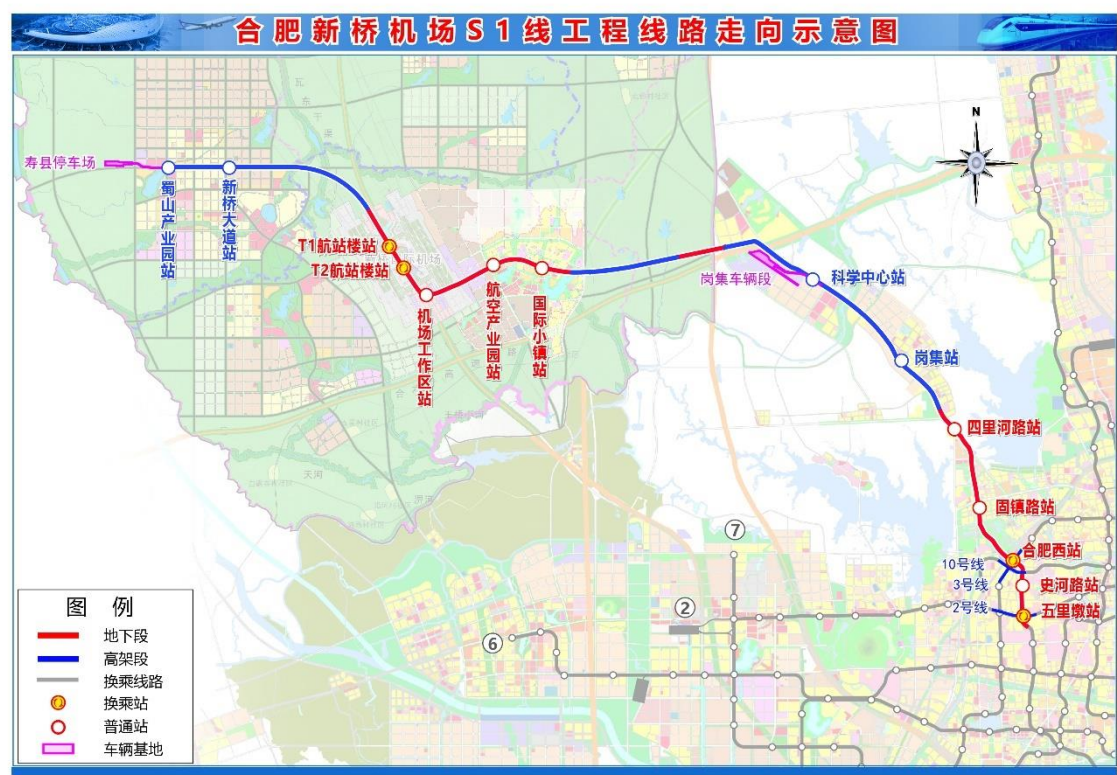 合肥新桥机场S1线工程线路走向示意图
N
寿县停车场
蜀山产业园站
新桥大道站
T1航站楼站
T2航站楼站
机场工作区站
航空产业园站
国际小镇站
岗集车辆段
科学中心站
岗集站
四里河路站
固镇路站
合肥西站
10号线
3号线
史河路站
2号线
五里墩站
⑦
②
⑥
天河
图 例
地下段
高架段
换乘线路
换乘站
普通站
车辆基地